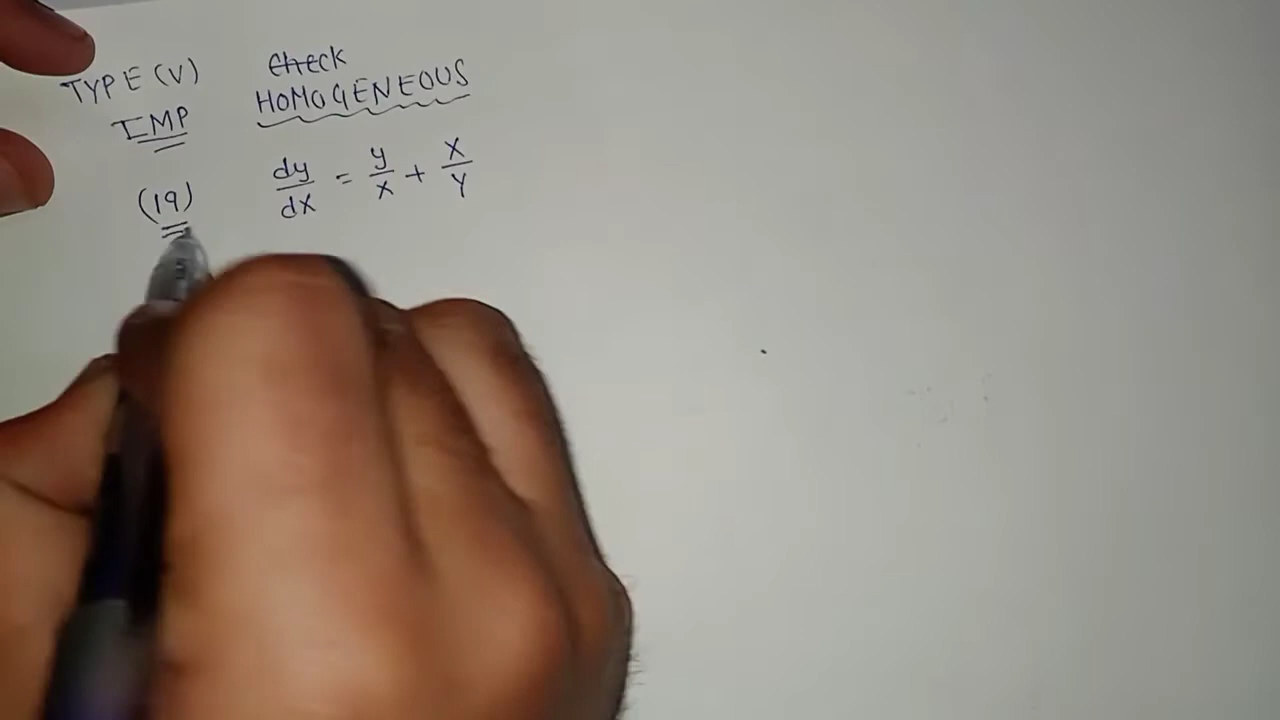 TYPE (V) Check
IMP HOMOGENEOUS
(19) dy/dx = y/x + x/y